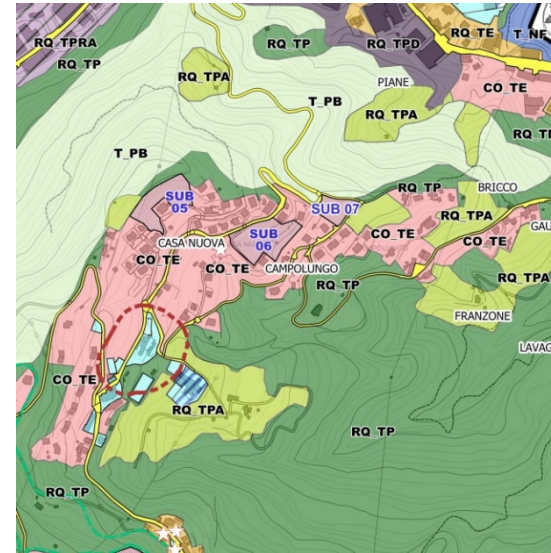 RQ_TPRA
RQ_TP
RQ_TPA
RQ_TP
RQ_TPD
RQ_TE
T_NF
PIANE
CO_TE
RQ_TPA
T_PB
T_PB
SUB
05
SUB
06
SUB 07
RQ_TP
BRICCO
RQ_TPA
CASA NUOVA
CO_TE
CO_TE
CAMPOLUNGO
CO_TE
CO_TE
RQ_TP
RQ_TPA
FRANZONE
CO_TE
RQ_TPA
RQ_TP
RQ_TP